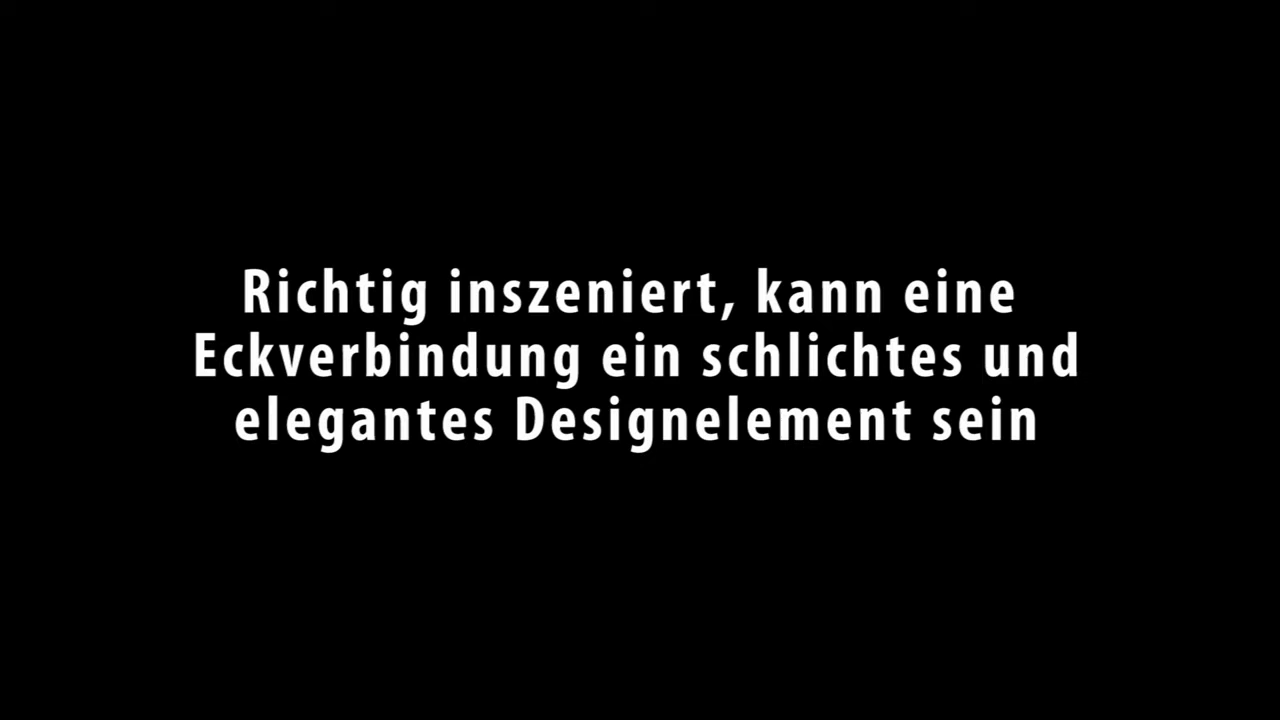 Richtig inszeniert, kann eine
Eckverbindung ein schlichtes und
elegantes Designelement sein